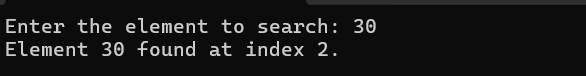 Enter the element to search: 30
Element 30 found at index 2.